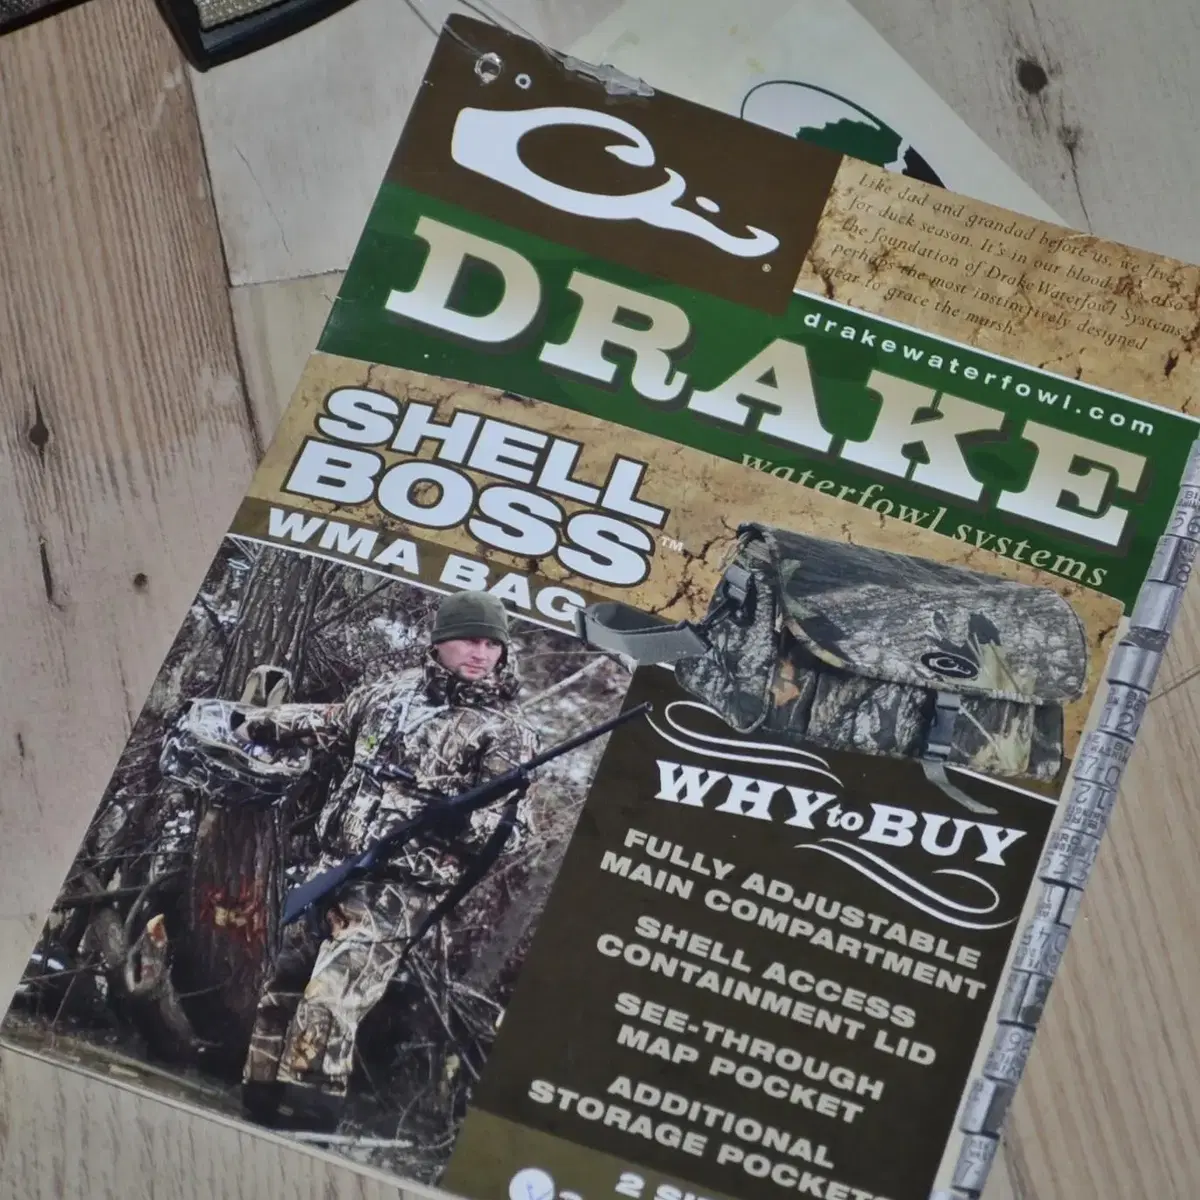 Like dad and grandad before us, we live
for duck season. It's in our blood. It's also
the foundation of Drake Waterfowl Systems,
perhaps the most instinctively designed
gear to grace the marsh.
drakewaterfowl.com
DRAKE
waterfowl systems
SHELL
BOSS™
WMA BAG
WHY to BUY
FULLY ADJUSTABLE
MAIN COMPARTMENT
SHELL ACCESS
CONTAINMENT LID
SEE-THROUGH
MAP POCKET
ADDITIONAL
STORAGE POCKETS